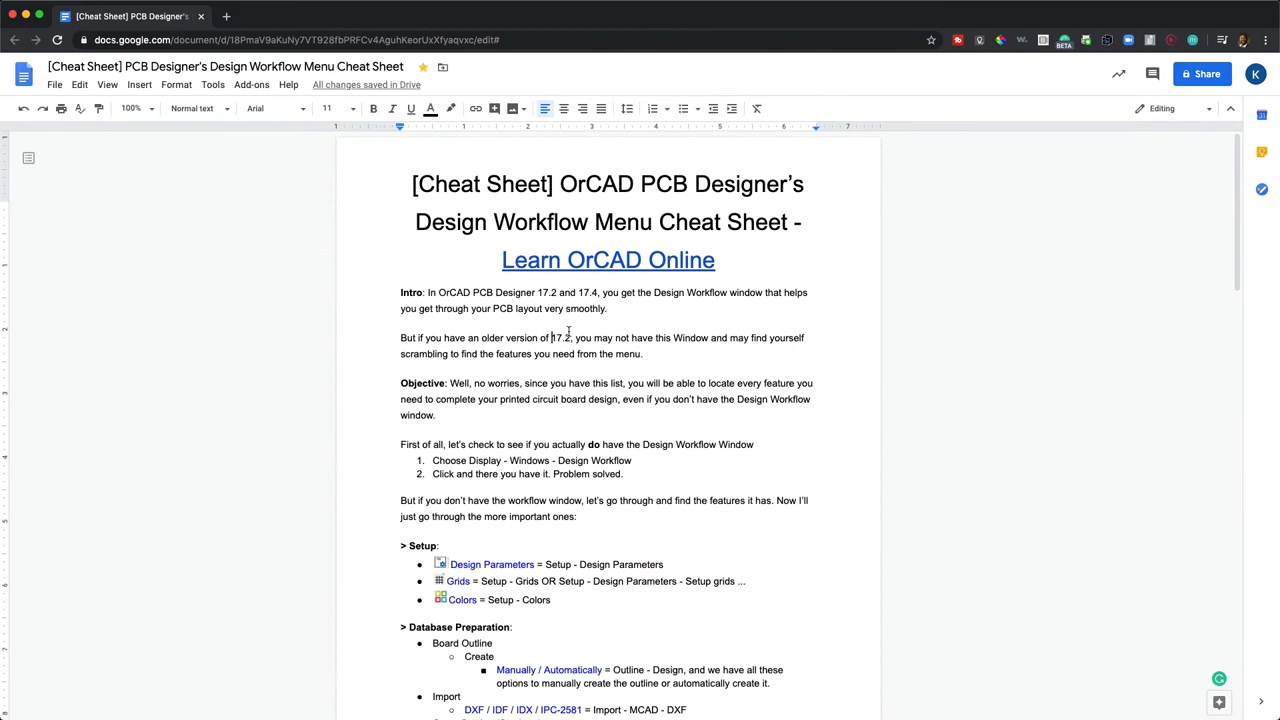 [Cheat Sheet] PCB Designer's
docs.google.com/document/d/18PmaV9aKuNy7VT928fbPRFCv4AguhKeorUxXfyaqvxc/edit#
BETA
[Cheat Sheet] PCB Designer's Design Workflow Menu Cheat Sheet
File Edit View Insert Format Tools Add-ons Help All changes saved in Drive
Share
K
100% Normal text Arial 11 Editing
1 1 2 3 4 5 6 7
[Cheat Sheet] OrCAD PCB Designer's
Design Workflow Menu Cheat Sheet -
Learn OrCAD Online
Intro: In OrCAD PCB Designer 17.2 and 17.4, you get the Design Workflow window that helps
you get through your PCB layout very smoothly.
But if you have an older version of 17.2, you may not have this Window and may find yourself
scrambling to find the features you need from the menu.
Objective: Well, no worries, since you have this list, you will be able to locate every feature you
need to complete your printed circuit board design, even if you don't have the Design Workflow
window.
First of all, let's check to see if you actually do have the Design Workflow Window
1. Choose Display - Windows - Design Workflow
2. Click and there you have it. Problem solved.
But if you don't have the workflow window, let's go through and find the features it has. Now I'll
just go through the more important ones:
> Setup:
● Design Parameters = Setup - Design Parameters
● Grids = Setup - Grids OR Setup - Design Parameters - Setup grids ...
● Colors = Setup - Colors
> Database Preparation:
● Board Outline
○ Create
■ Manually / Automatically = Outline - Design, and we have all these
options to manually create the outline or automatically create it.
● Import
DXF / IDF / IDX / IPC-2581 = Import - MCAD - DXF